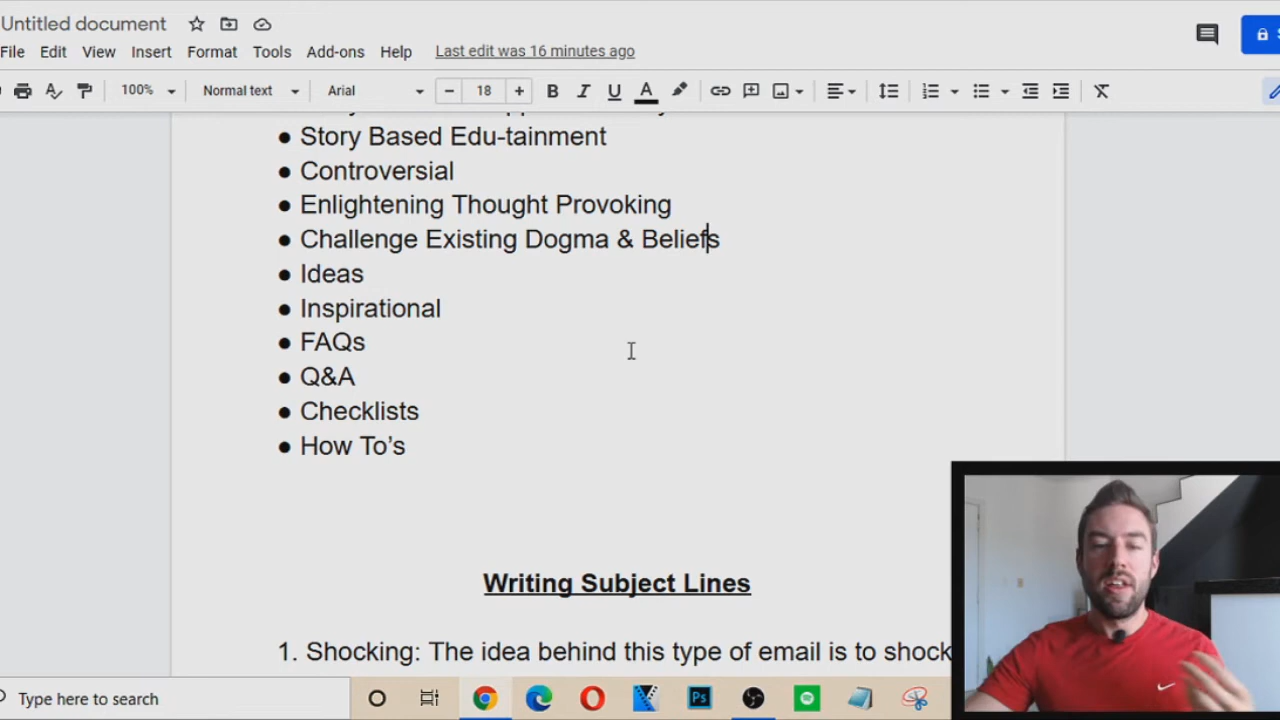 Untitled document
File Edit View Insert Format Tools Add-ons Help Last edit was 16 minutes ago
100% Normal text Arial 18 B I U A
● Story Based Edu-tainment
● Controversial
● Enlightening Thought Provoking
● Challenge Existing Dogma & Beliefs
● Ideas
● Inspirational
● FAQs
● Q&A
● Checklists
● How To’s
Writing Subject Lines
1. Shocking: The idea behind this type of email is to shock
Type here to search
Ps